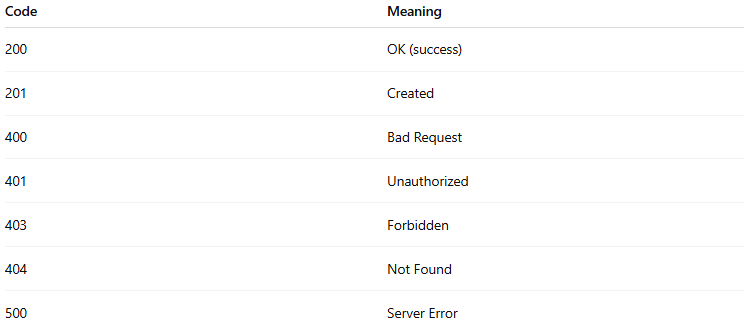 Code Meaning
200 OK (success)
201 Created
400 Bad Request
401 Unauthorized
403 Forbidden
404 Not Found
500 Server Error